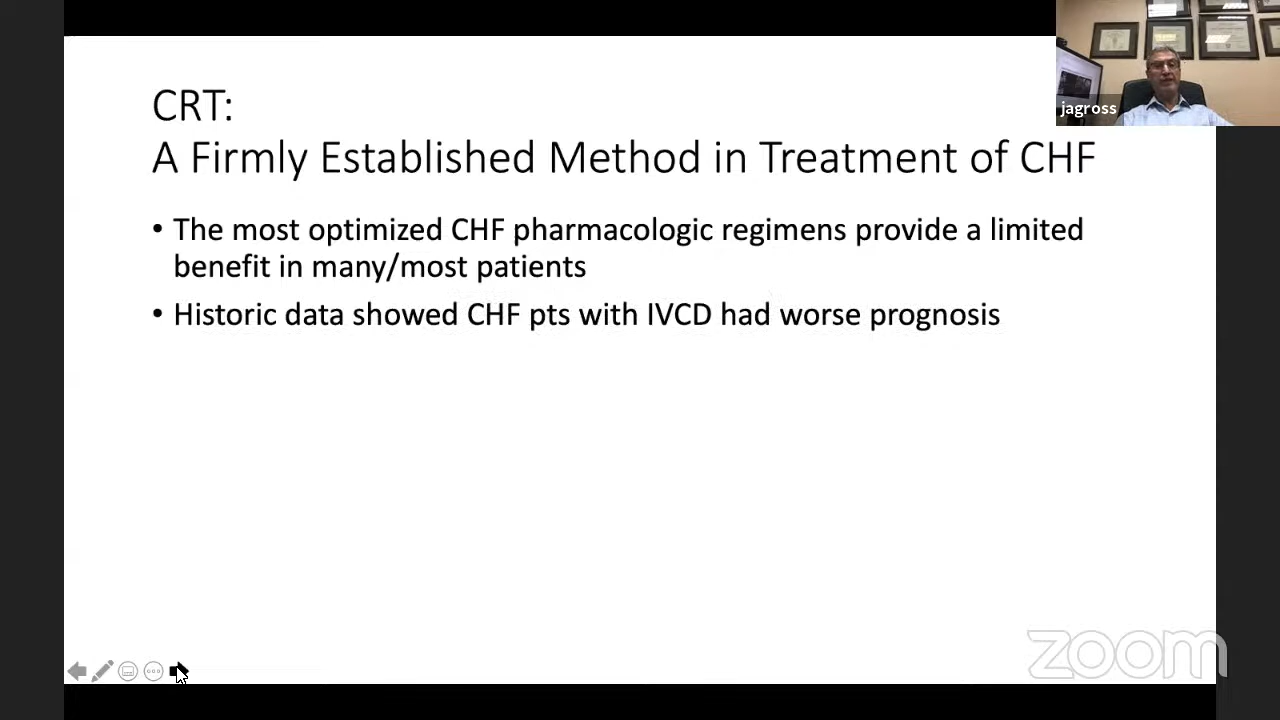 CRT:
A Firmly Established Method in Treatment of CHF
• The most optimized CHF pharmacologic regimens provide a limited
benefit in many/most patients
• Historic data showed CHF pts with IVCD had worse prognosis
jagross
zoom